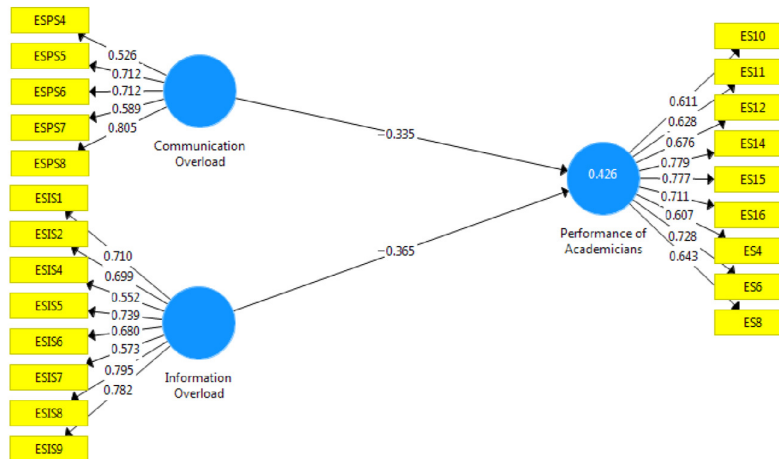 ESPS4
ESPS5
ESPS6
ESPS7
ESPS8
0.526
0.712
0.712
0.589
0.805
Communication
Overload
ESIS1
ESIS2
ESIS4
ESIS5
ESIS6
ESIS7
ESIS8
ESIS9
0.710
0.699
0.552
0.739
0.680
0.573
0.795
0.782
Information
Overload
-0.335
-0.365
0.426
Performance of
Academicians
0.611
0.628
0.676
0.779
0.777
0.711
0.607
0.728
0.643
ES10
ES11
ES12
ES14
ES15
ES16
ES4
ES6
ES8